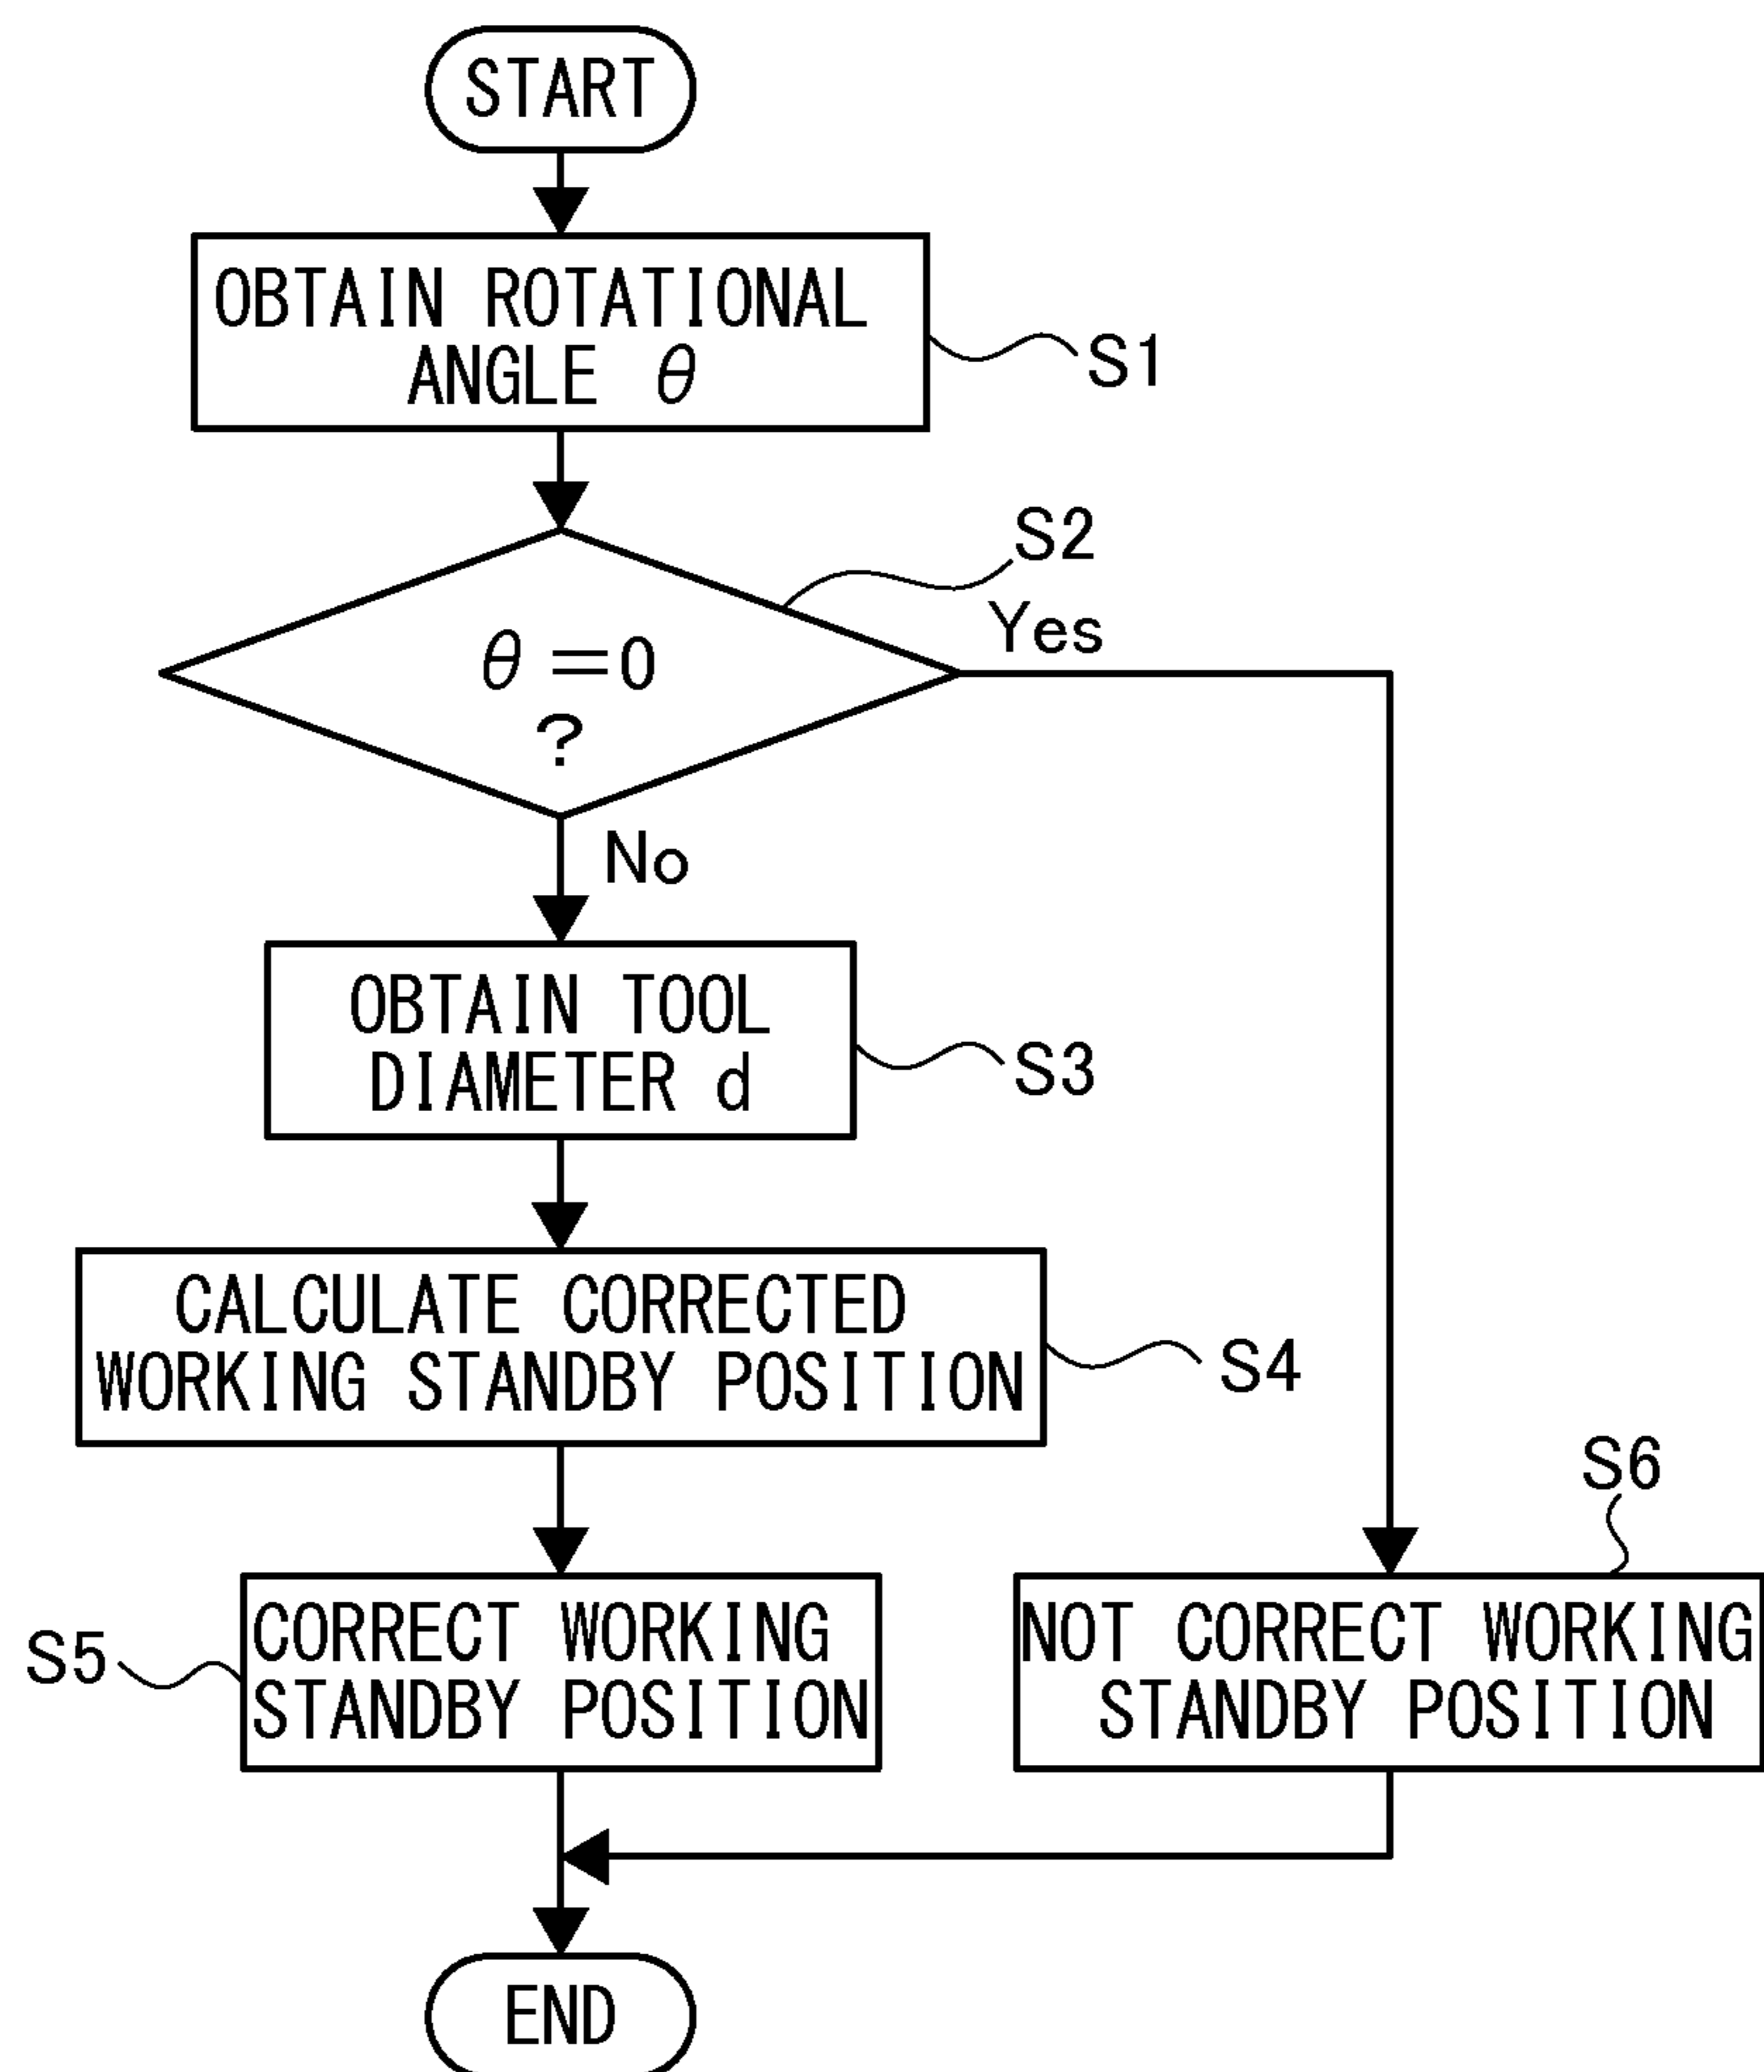 START
OBTAIN ROTATIONAL
ANGLE θ
S1
S2
Yes
θ=0
?
No
OBTAIN TOOL
DIAMETER d
S3
CALCULATE CORRECTED
WORKING STANDBY POSITION
S4
S6
S5
CORRECT WORKING
STANDBY POSITION
NOT CORRECT WORKING
STANDBY POSITION
END